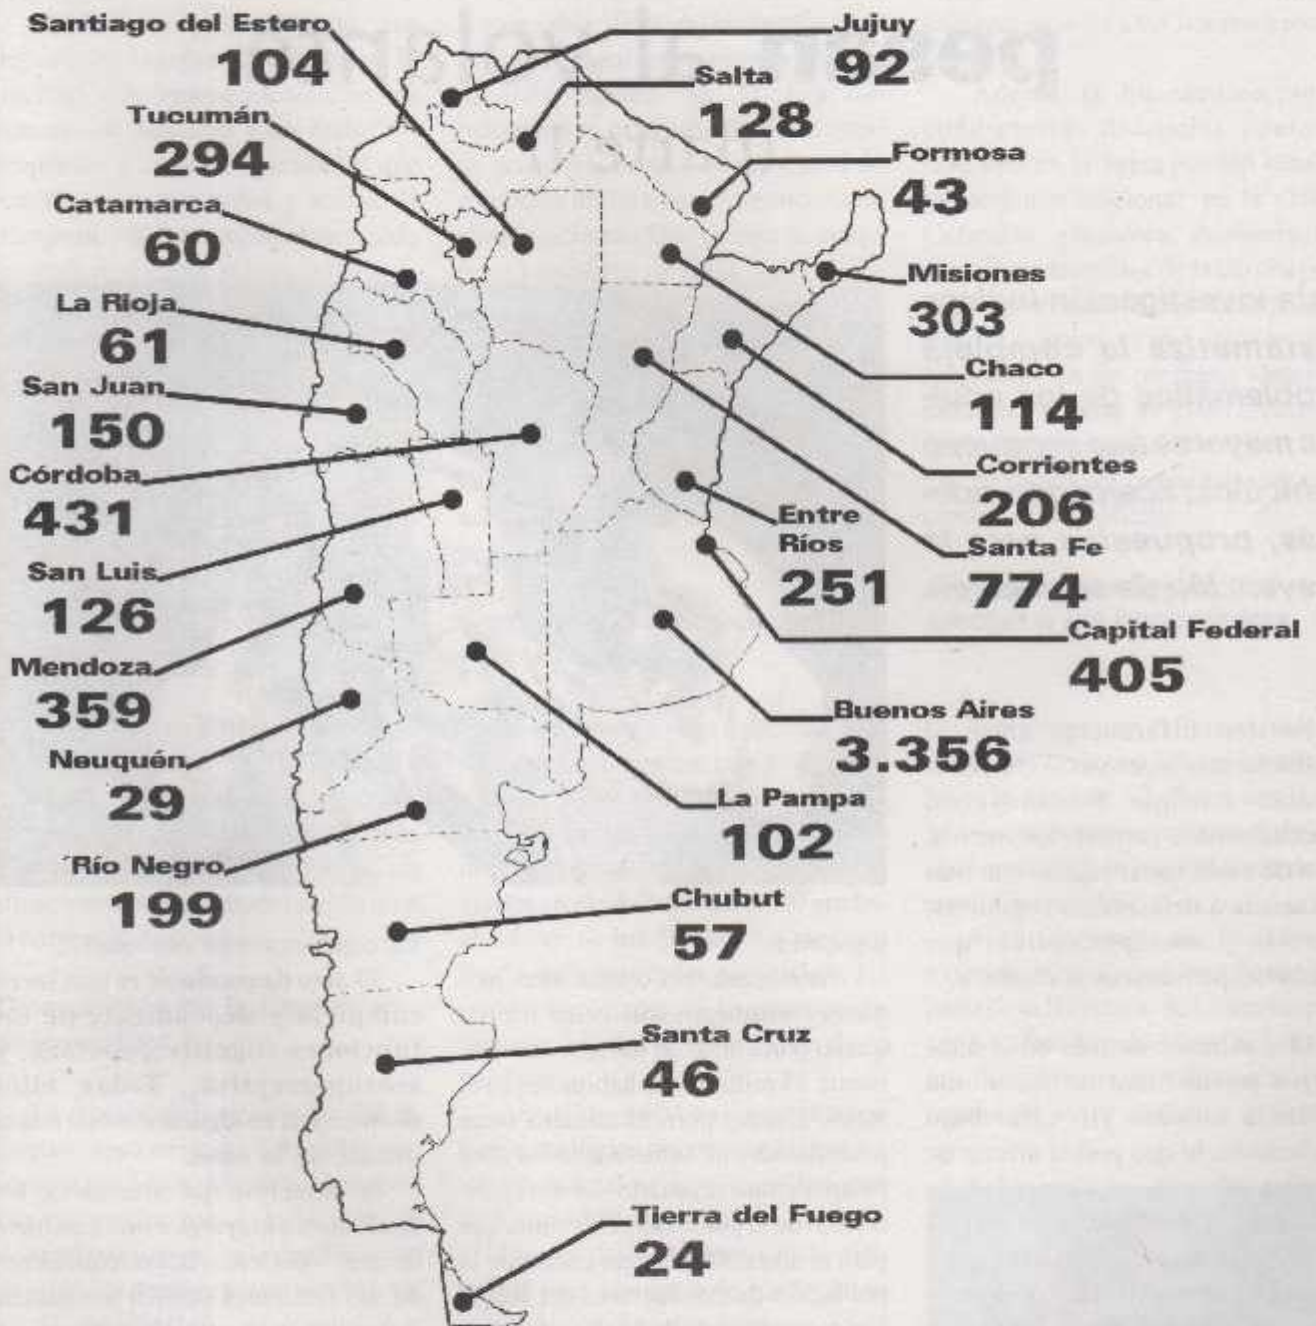 Santiago del Estero
104
Jujuy
92
Salta
128
Tucumán
294
Formosa
43
Catamarca
60
Misiones
303
La Rioja
61
Chaco
114
San Juan
150
Corrientes
206
Córdoba
431
Entre
Ríos
251
Santa Fe
774
San Luis
126
Capital Federal
405
Mendoza
359
Buenos Aires
3.356
Neuquén
29
La Pampa
102
Río Negro
199
Chubut
57
Santa Cruz
46
Tierra del Fuego
24